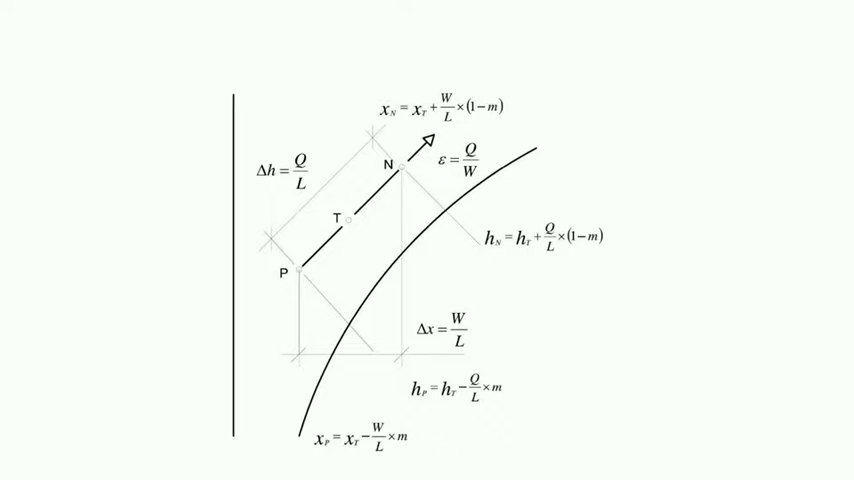 x_N = x_T + W/L × (1 − m)
Δh = Q/L
N
ε = Q/W
T
h_N = h_T + Q/L × (1 − m)
P
Δx = W/L
h_P = h_T − Q/L × m
x_P = x_T − W/L × m